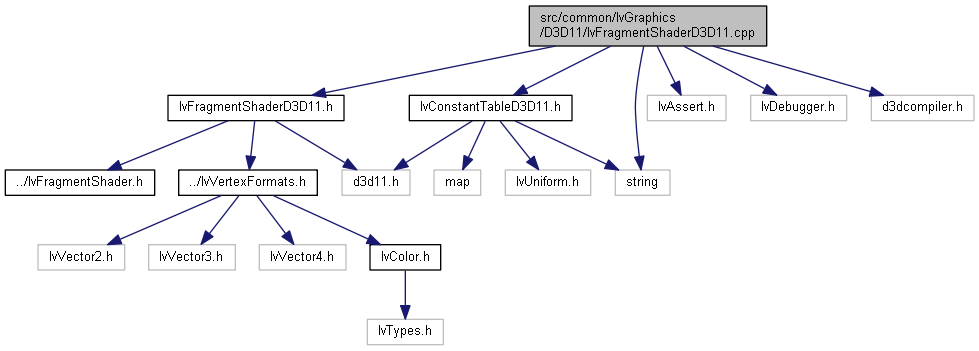 src/common/lvGraphics
/D3D11/lvFragmentShaderD3D11.cpp
lvFragmentShaderD3D11.h
lvConstantTableD3D11.h
lvAssert.h
lvDebugger.h
d3dcompiler.h
../lvFragmentShader.h
../lvVertexFormats.h
d3d11.h
map
lvUniform.h
string
lvVector2.h
lvVector3.h
lvVector4.h
lvColor.h
lvTypes.h